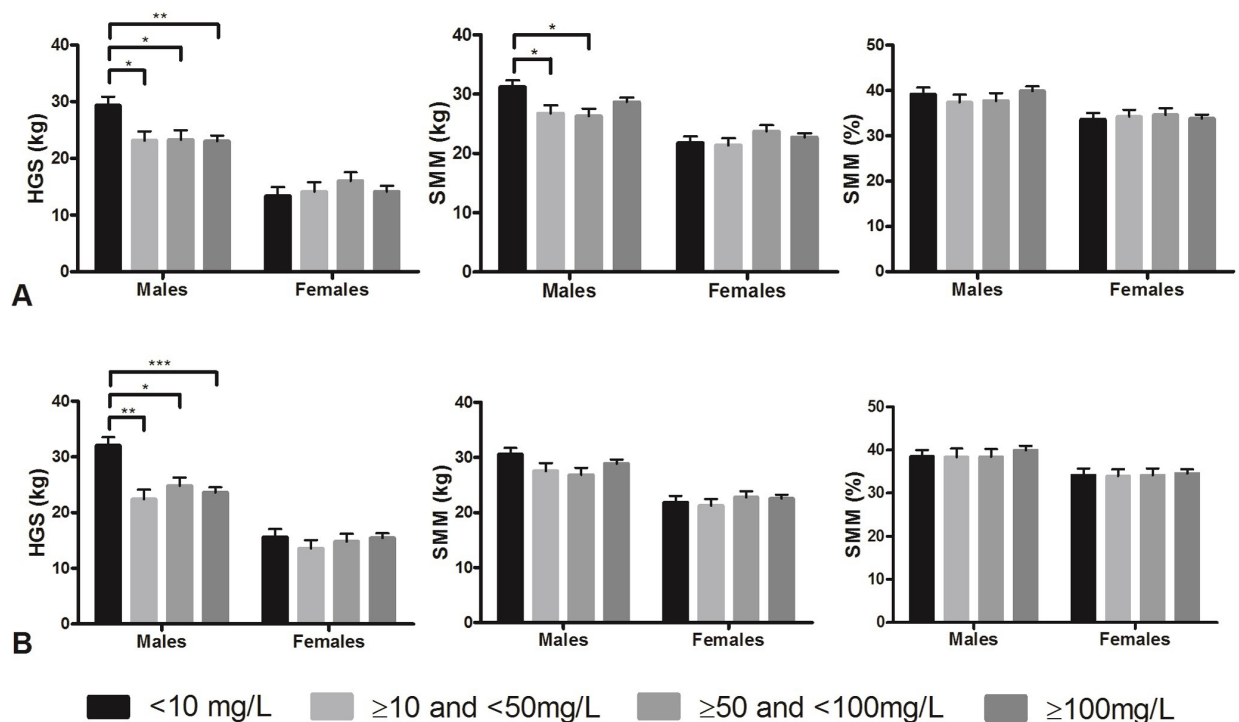 **
*
*
40
30
20
10
0
HGS (kg)
Males
Females
*
*
40
30
20
10
0
SMM (kg)
Males
Females
50
40
30
20
10
0
SMM (%)
Males
Females
A
***
*
**
40
30
20
10
0
HGS (kg)
Males
Females
40
30
20
10
0
SMM (kg)
Males
Females
50
40
30
20
10
0
SMM (%)
Males
Females
B
<10 mg/L
≥10 and <50mg/L
≥50 and <100mg/L
≥100mg/L